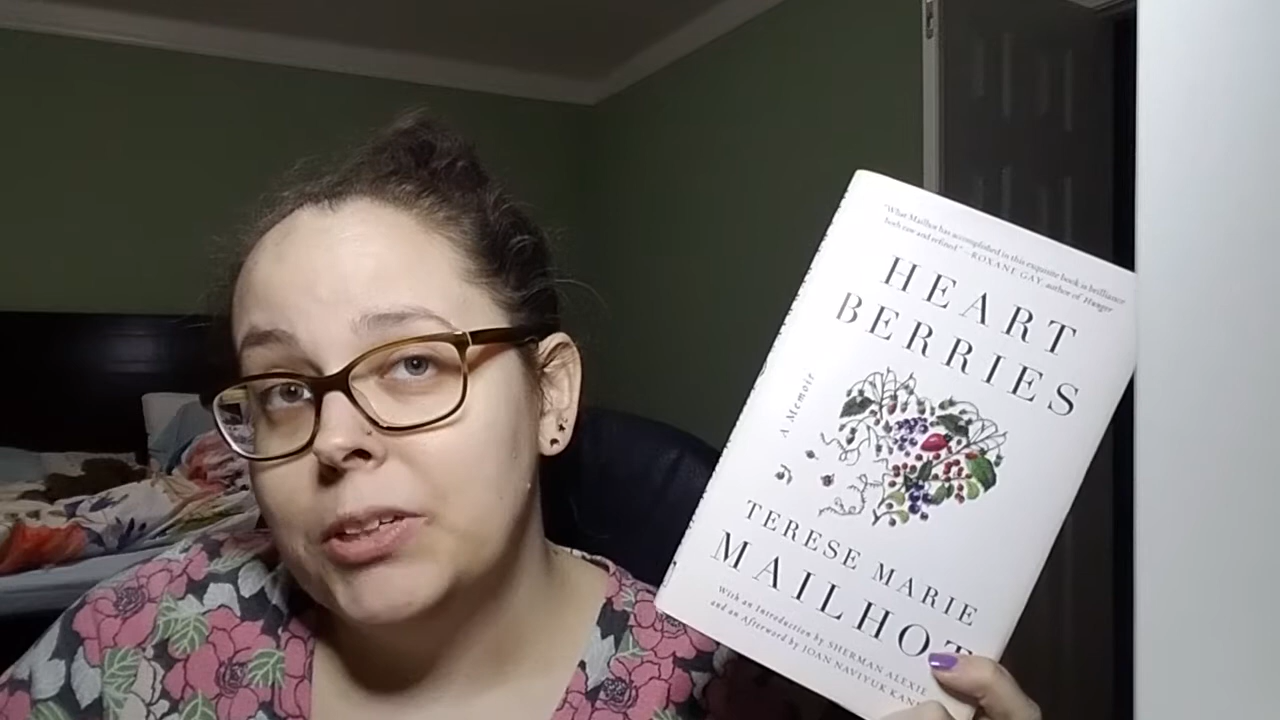 "What Mailhot has accomplished in this exquisite book is brilliance
both raw and refined." —ROXANE GAY, author of Hunger
HEART
BERRIES
A Memoir
TERESE MARIE
MAILHOT
With an Introduction by SHERMAN ALEXIE
and an Afterword by JOAN NAVIYUK KAN